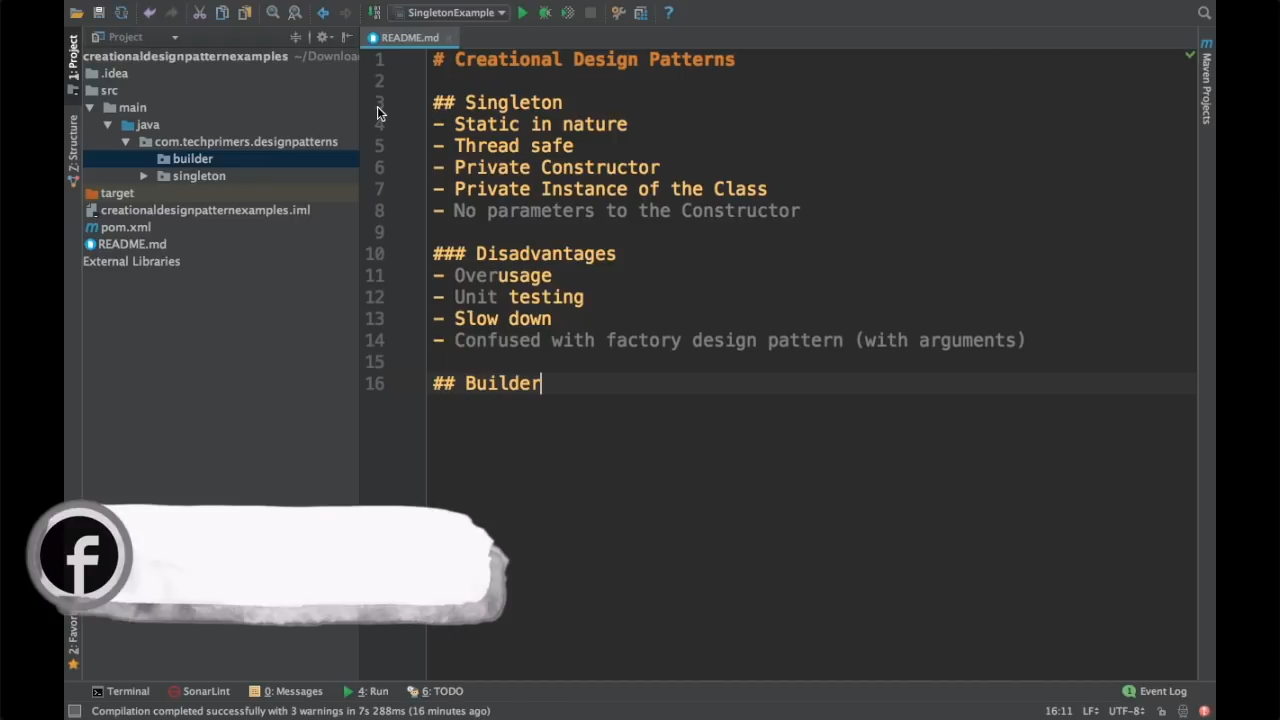 SingletonExample
Project
README.md
1: Project
Z: Structure
2: Favor
creationaldesignpatternexamples ~/Downloa
.idea
src
main
java
com.techprimers.designpatterns
builder
singleton
target
creationaldesignpatternexamples.iml
pom.xml
README.md
External Libraries
1 # Creational Design Patterns
2
3 ## Singleton
4 - Static in nature
5 - Thread safe
6 - Private Constructor
7 - Private Instance of the Class
8 - No parameters to the Constructor
9
10 ### Disadvantages
11 - Overusage
12 - Unit testing
13 - Slow down
14 - Confused with factory design pattern (with arguments)
15
16 ## Builder
Maven Projects
f
Terminal SonarLint 0: Messages 4: Run 6: TODO 1 Event Log
Compilation completed successfully with 3 warnings in 7s 288ms (16 minutes ago) 16:11 LF UTF-8